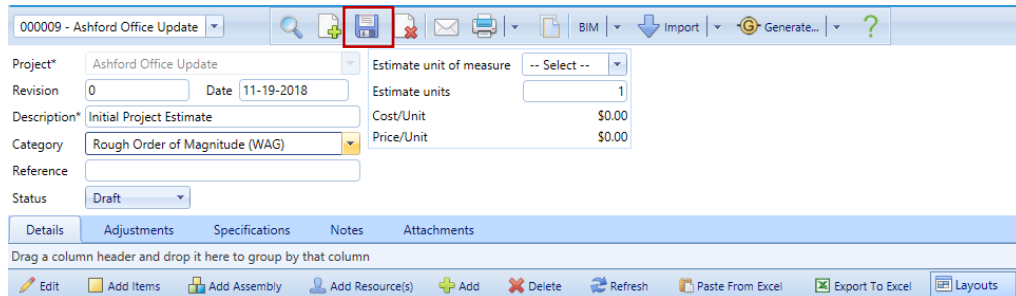 000009 - Ashford Office Update BIM Import Generate... ?
Project* Ashford Office Update Estimate unit of measure -- Select --
Revision 0 Date 11-19-2018 Estimate units 1
Description* Initial Project Estimate Cost/Unit $0.00
Category Rough Order of Magnitude (WAG) Price/Unit $0.00
Reference
Status Draft
Details Adjustments Specifications Notes Attachments
Drag a column header and drop it here to group by that column
Edit Add Items Add Assembly Add Resource(s) Add Delete Refresh Paste From Excel Export To Excel Layouts